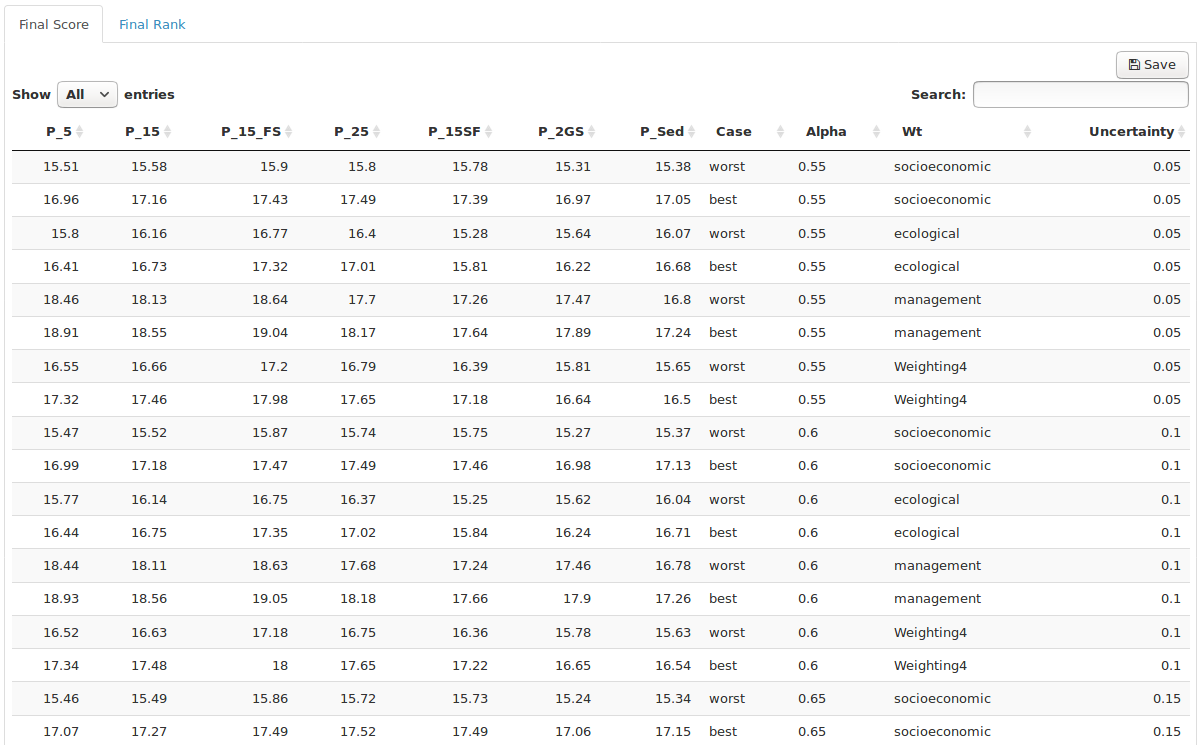 Final Score Final Rank
Save
Show All entries Search:
P_5 P_15 P_15_FS P_25 P_15SF P_2GS P_Sed Case Alpha Wt Uncertainty
15.51 15.58 15.9 15.8 15.78 15.31 15.38 worst 0.55 socioeconomic 0.05
16.96 17.16 17.43 17.49 17.39 16.97 17.05 best 0.55 socioeconomic 0.05
15.8 16.16 16.77 16.4 15.28 15.64 16.07 worst 0.55 ecological 0.05
16.41 16.73 17.32 17.01 15.81 16.22 16.68 best 0.55 ecological 0.05
18.46 18.13 18.64 17.7 17.26 17.47 16.8 worst 0.55 management 0.05
18.91 18.55 19.04 18.17 17.64 17.89 17.24 best 0.55 management 0.05
16.55 16.66 17.2 16.79 16.39 15.81 15.65 worst 0.55 Weighting4 0.05
17.32 17.46 17.98 17.65 17.18 16.64 16.5 best 0.55 Weighting4 0.05
15.47 15.52 15.87 15.74 15.75 15.27 15.37 worst 0.6 socioeconomic 0.1
16.99 17.18 17.47 17.49 17.46 16.98 17.13 best 0.6 socioeconomic 0.1
15.77 16.14 16.75 16.37 15.25 15.62 16.04 worst 0.6 ecological 0.1
16.44 16.75 17.35 17.02 15.84 16.24 16.71 best 0.6 ecological 0.1
18.44 18.11 18.63 17.68 17.24 17.46 16.78 worst 0.6 management 0.1
18.93 18.56 19.05 18.18 17.66 17.9 17.26 best 0.6 management 0.1
16.52 16.63 17.18 16.75 16.36 15.78 15.63 worst 0.6 Weighting4 0.1
17.34 17.48 18 17.65 17.22 16.65 16.54 best 0.6 Weighting4 0.1
15.46 15.49 15.86 15.72 15.73 15.24 15.34 worst 0.65 socioeconomic 0.15
17.07 17.27 17.49 17.52 17.49 17.06 17.15 best 0.65 socioeconomic 0.15